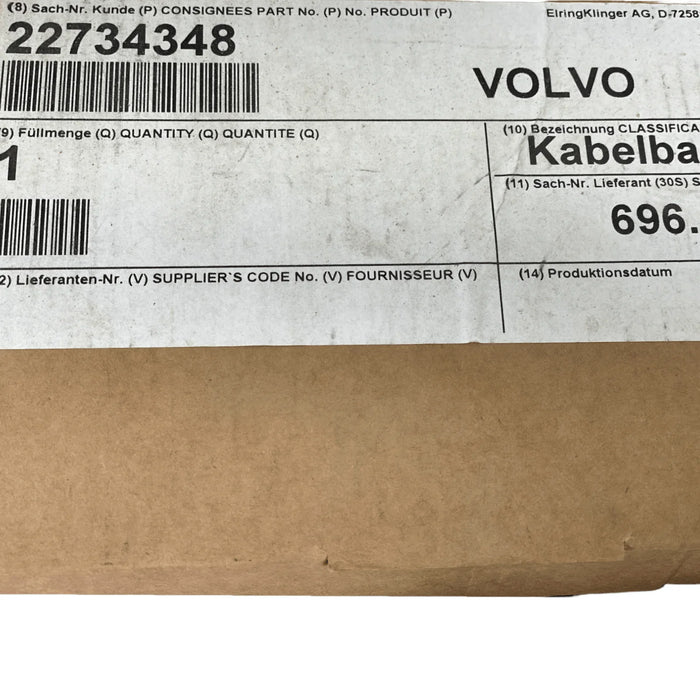 (8) Sach-Nr. Kunde (P) CONSIGNEES PART No. (P) No. PRODUIT (P)
22734348
ElringKlinger AG, D-7258
VOLVO
9) Füllmenge (Q) QUANTITY (Q) QUANTITE (Q)
1
(10) Bezeichnung CLASSIFICA
Kabelba
(11) Sach-Nr. Lieferant (30S) S
696.
2) Lieferanten-Nr. (V) SUPPLIER`S CODE No. (V) FOURNISSEUR (V)
(14) Produktionsdatum